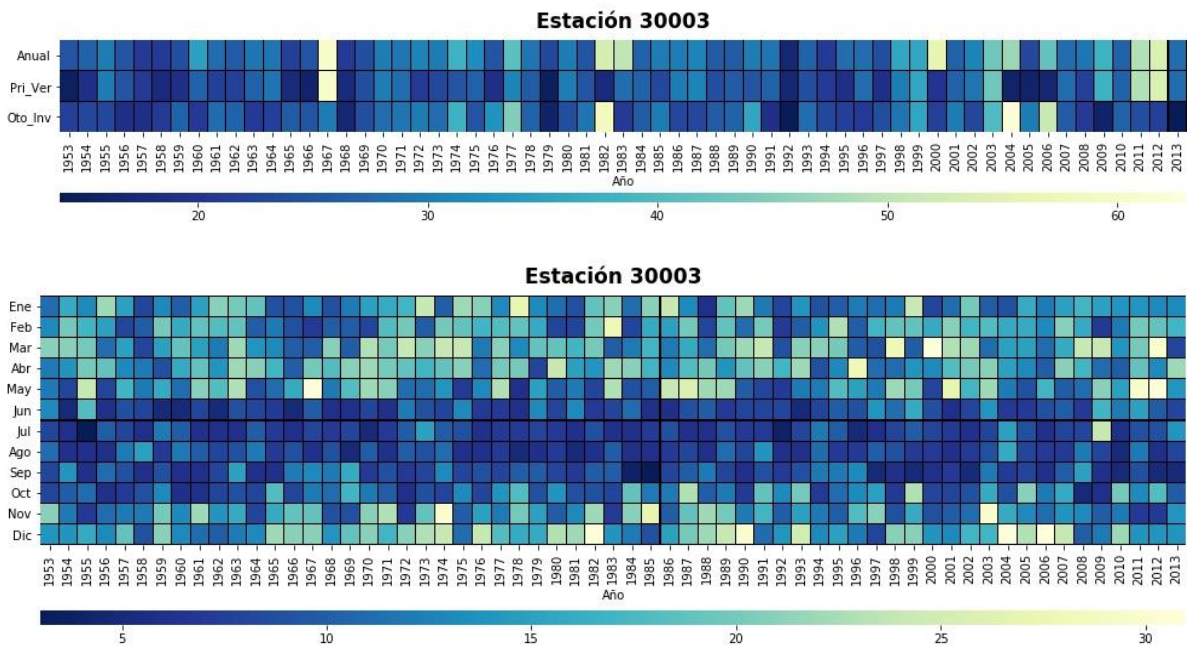 Estación 30003
Anual
Pri_Ver
Oto_Inv
1953 1954 1955 1956 1957 1958 1959 1960 1961 1962 1963 1964 1965 1966 1967 1968 1969 1970 1971 1972 1973 1974 1975 1976 1977 1978 1979 1980 1981 1982 1983 1984 1985 1986 1987 1988 1989 1990 1991 1992 1993 1994 1995 1996 1997 1998 1999 2000 2001 2002 2003 2004 2005 2006 2007 2008 2009 2010 2011 2012 2013
Año
20 30 40 50 60
Estación 30003
Ene
Feb
Mar
Abr
May
Jun
Jul
Ago
Sep
Oct
Nov
Dic
1953 1954 1955 1956 1957 1958 1959 1960 1961 1962 1963 1964 1965 1966 1967 1968 1969 1970 1971 1972 1973 1974 1975 1976 1977 1978 1979 1980 1981 1982 1983 1984 1985 1986 1987 1988 1989 1990 1991 1992 1993 1994 1995 1996 1997 1998 1999 2000 2001 2002 2003 2004 2005 2006 2007 2008 2009 2010 2011 2012 2013
Año
5 10 15 20 25 30